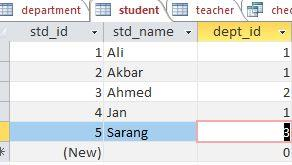 department student teacher chec
std_id std_name dept_id
1 Ali 1
2 Akbar 1
3 Ahmed 2
4 Jan 1
5 Sarang 3
* (New) 0